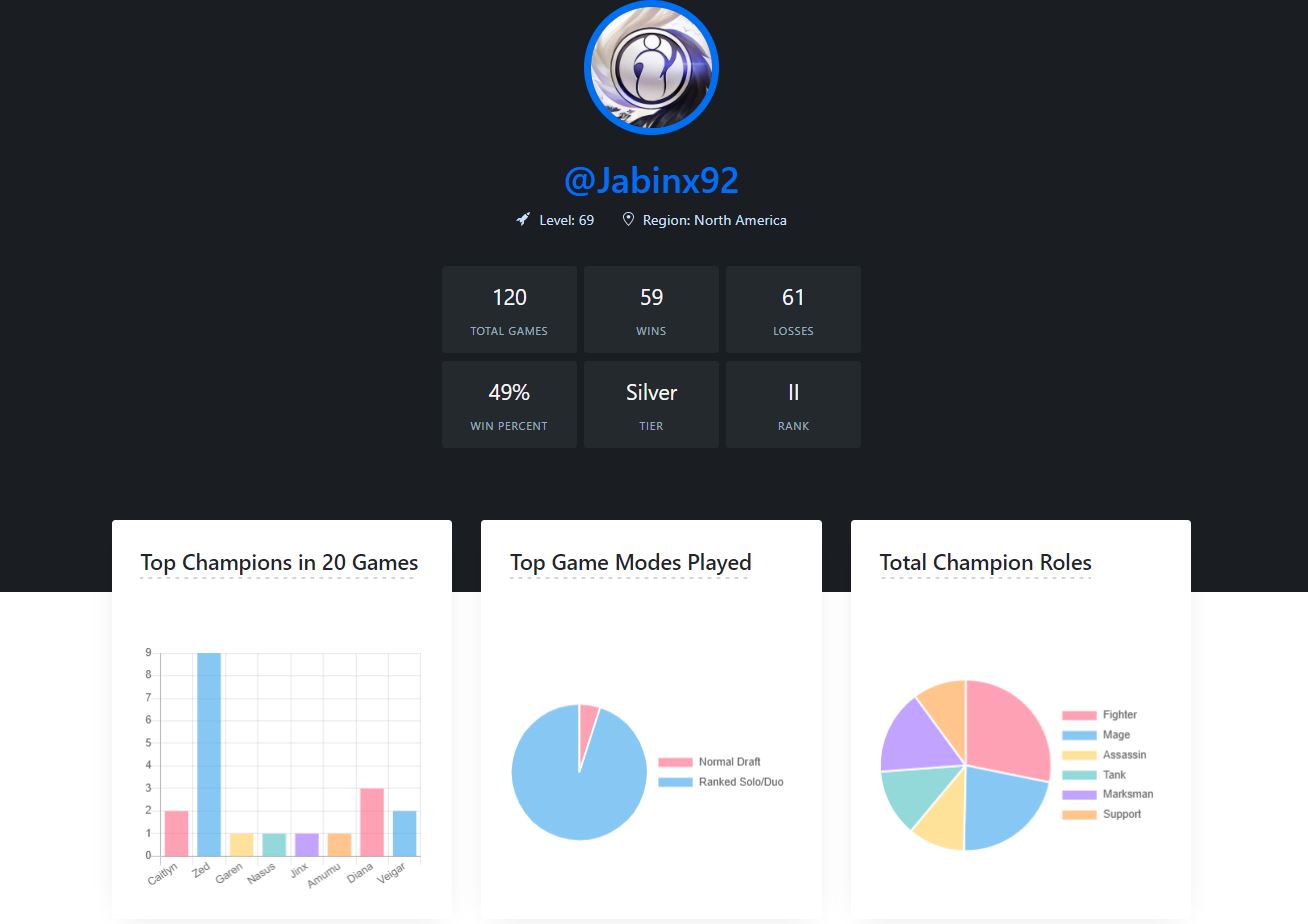 @Jabinx92
Level: 69 Region: North America
120 59 61
TOTAL GAMES WINS LOSSES
49% Silver II
WIN PERCENT TIER RANK
Top Champions in 20 Games
9
8
7
6
5
4
3
2
1
0
Caitlyn Zed Garen Nasus Jinx Amumu Diana Veigar
Top Game Modes Played
Normal Draft
Ranked Solo/Duo
Total Champion Roles
Fighter
Mage
Assassin
Tank
Marksman
Support